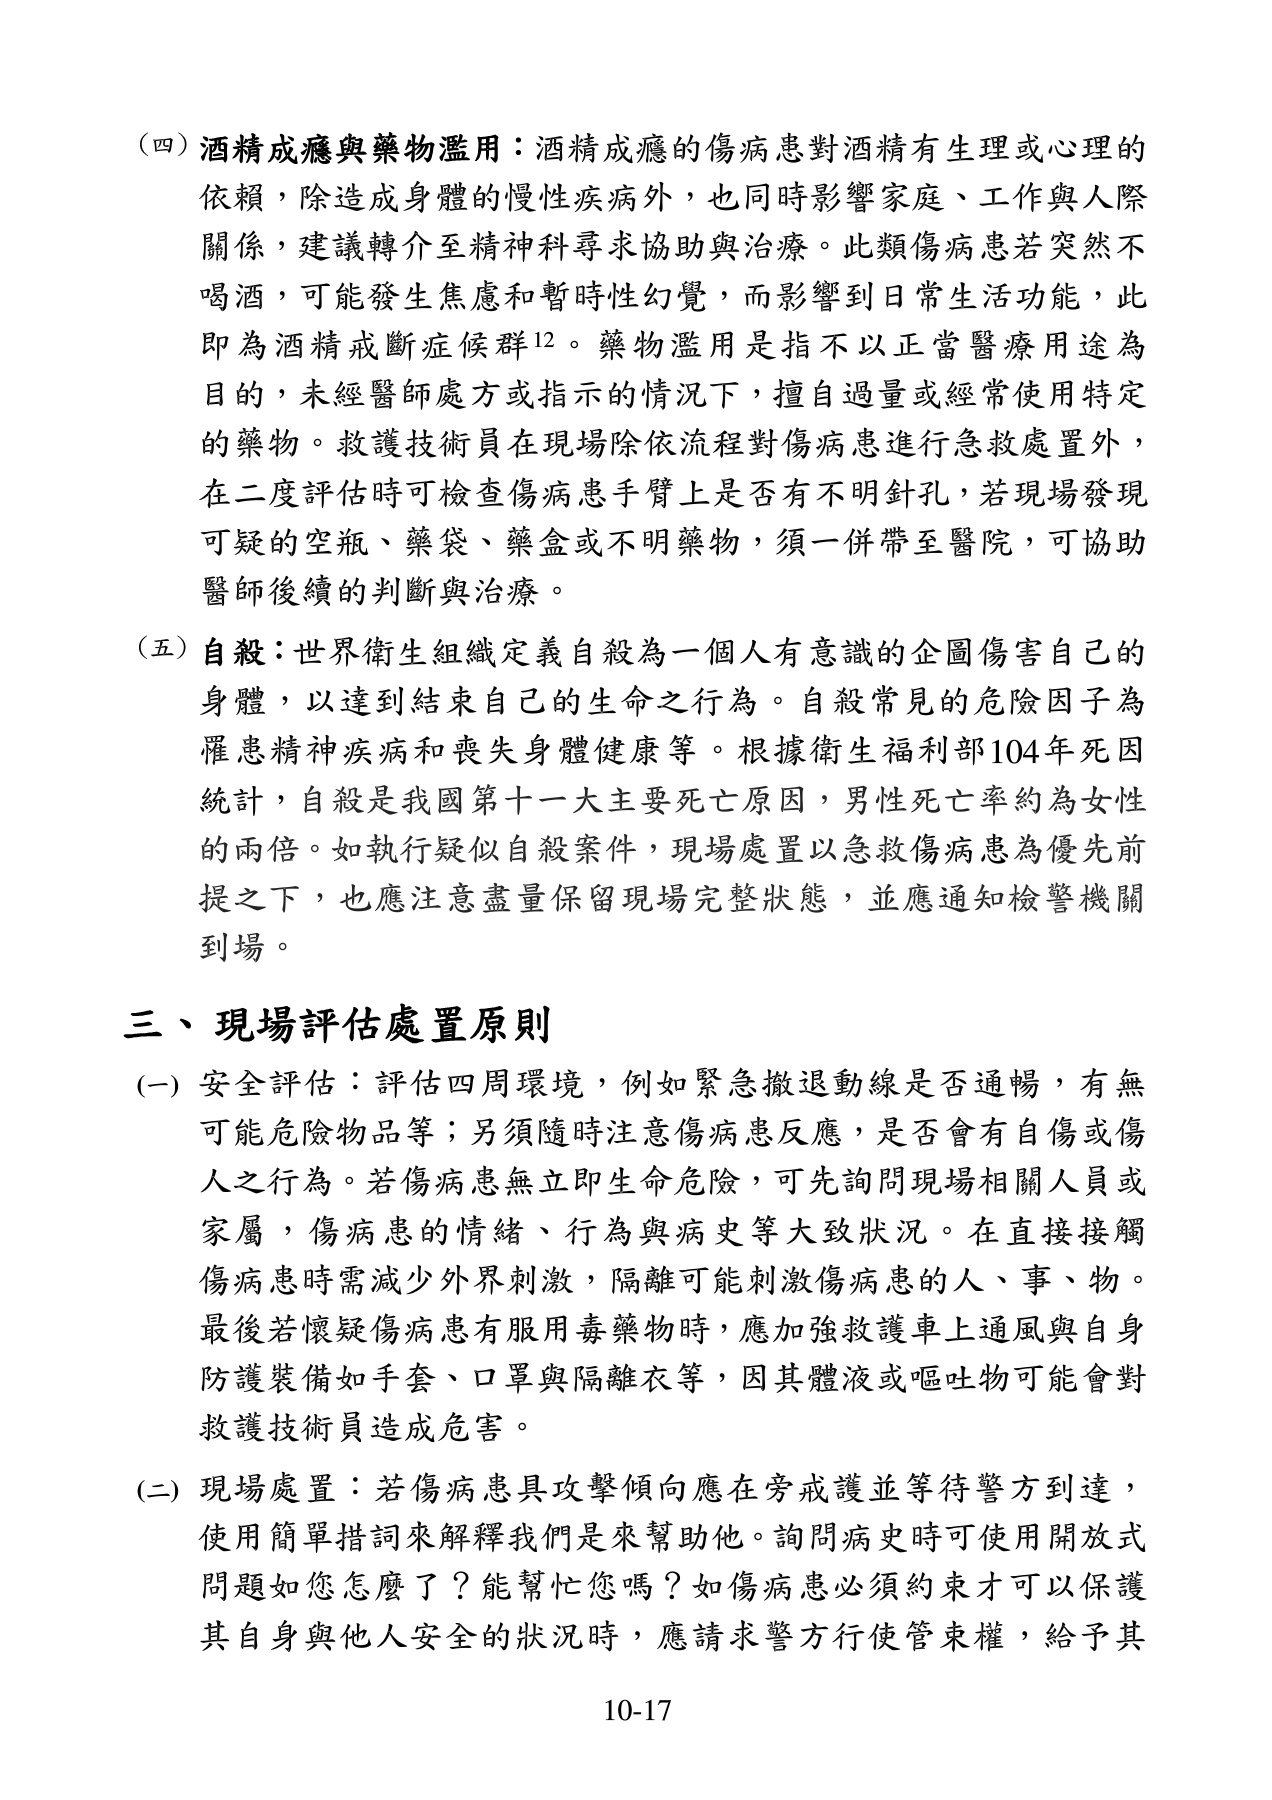 （四）酒精成癮與藥物濫用：酒精成癮的傷病患對酒精有生理或心理的
依賴，除造成身體的慢性疾病外，也同時影響家庭、工作與人際
關係，建議轉介至精神科尋求協助與治療。此類傷病患若突然不
喝酒，可能發生焦慮和暫時性幻覺，而影響到日常生活功能，此
即為酒精戒斷症候群12。藥物濫用是指不以正當醫療用途為
目的，未經醫師處方或指示的情況下，擅自過量或經常使用特定
的藥物。救護技術員在現場除依流程對傷病患進行急救處置外，
在二度評估時可檢查傷病患手臂上是否有不明針孔，若現場發現
可疑的空瓶、藥袋、藥盒或不明藥物，須一併帶至醫院，可協助
醫師後續的判斷與治療。
（五）自殺：世界衛生組織定義自殺為一個人有意識的企圖傷害自己的
身體，以達到結束自己的生命之行為。自殺常見的危險因子為
罹患精神疾病和喪失身體健康等。根據衛生福利部104年死因
統計，自殺是我國第十一大主要死亡原因，男性死亡率約為女性
的兩倍。如執行疑似自殺案件，現場處置以急救傷病患為優先前
提之下，也應注意盡量保留現場完整狀態，並應通知檢警機關
到場。
三、現場評估處置原則
(一) 安全評估：評估四周環境，例如緊急撤退動線是否通暢，有無
可能危險物品等；另須隨時注意傷病患反應，是否會有自傷或傷
人之行為。若傷病患無立即生命危險，可先詢問現場相關人員或
家屬，傷病患的情緒、行為與病史等大致狀況。在直接接觸
傷病患時需減少外界刺激，隔離可能刺激傷病患的人、事、物。
最後若懷疑傷病患有服用毒藥物時，應加強救護車上通風與自身
防護裝備如手套、口罩與隔離衣等，因其體液或嘔吐物可能會對
救護技術員造成危害。
(二) 現場處置：若傷病患具攻擊傾向應在旁戒護並等待警方到達，
使用簡單措詞來解釋我們是來幫助他。詢問病史時可使用開放式
問題如您怎麼了？能幫忙您嗎？如傷病患必須約束才可以保護
其自身與他人安全的狀況時，應請求警方行使管束權，給予其
10-17